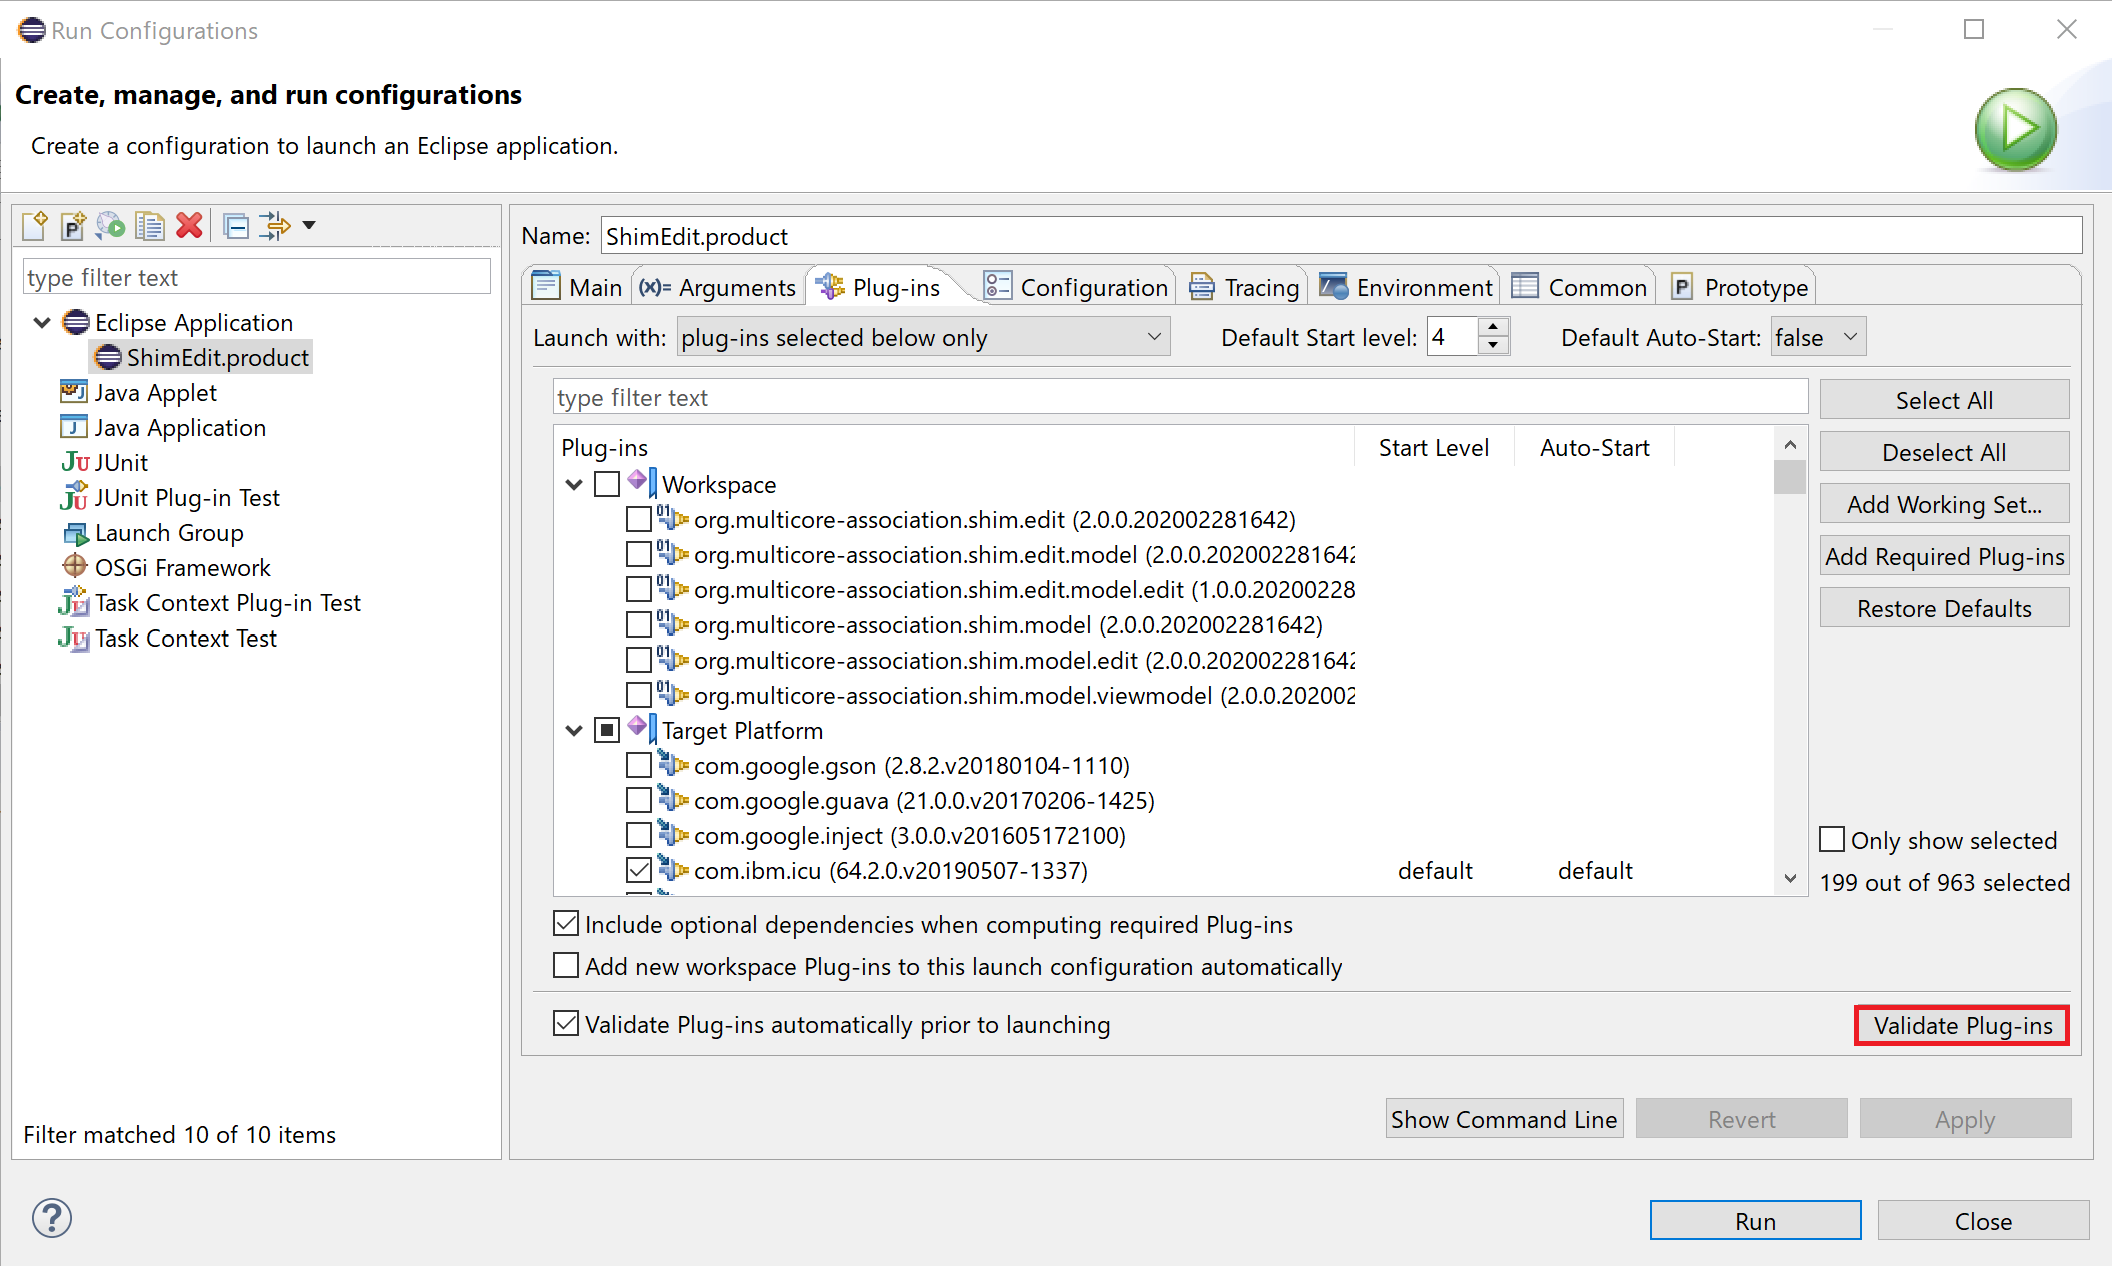 Run Configurations
Create, manage, and run configurations
Create a configuration to launch an Eclipse application.
type filter text
Eclipse Application
ShimEdit.product
Java Applet
Java Application
JUnit
JUnit Plug-in Test
Launch Group
OSGi Framework
Task Context Plug-in Test
Task Context Test
Filter matched 10 of 10 items
Name: ShimEdit.product
Main (x)= Arguments Plug-ins Configuration Tracing Environment Common Prototype
Launch with: plug-ins selected below only Default Start level: 4 Default Auto-Start: false
type filter text
Plug-ins Start Level Auto-Start
Workspace
org.multicore-association.shim.edit (2.0.0.202002281642)
org.multicore-association.shim.edit.model (2.0.0.202002281642
org.multicore-association.shim.edit.model.edit (1.0.0.20200228
org.multicore-association.shim.model (2.0.0.202002281642)
org.multicore-association.shim.model.edit (2.0.0.202002281642
org.multicore-association.shim.model.viewmodel (2.0.0.202002
Target Platform
com.google.gson (2.8.2.v20180104-1110)
com.google.guava (21.0.0.v20170206-1425)
com.google.inject (3.0.0.v201605172100)
com.ibm.icu (64.2.0.v20190507-1337) default default
Select All
Deselect All
Add Working Set...
Add Required Plug-ins
Restore Defaults
Only show selected
199 out of 963 selected
Include optional dependencies when computing required Plug-ins
Add new workspace Plug-ins to this launch configuration automatically
Validate Plug-ins automatically prior to launching
Validate Plug-ins
Show Command Line Revert Apply
Run Close